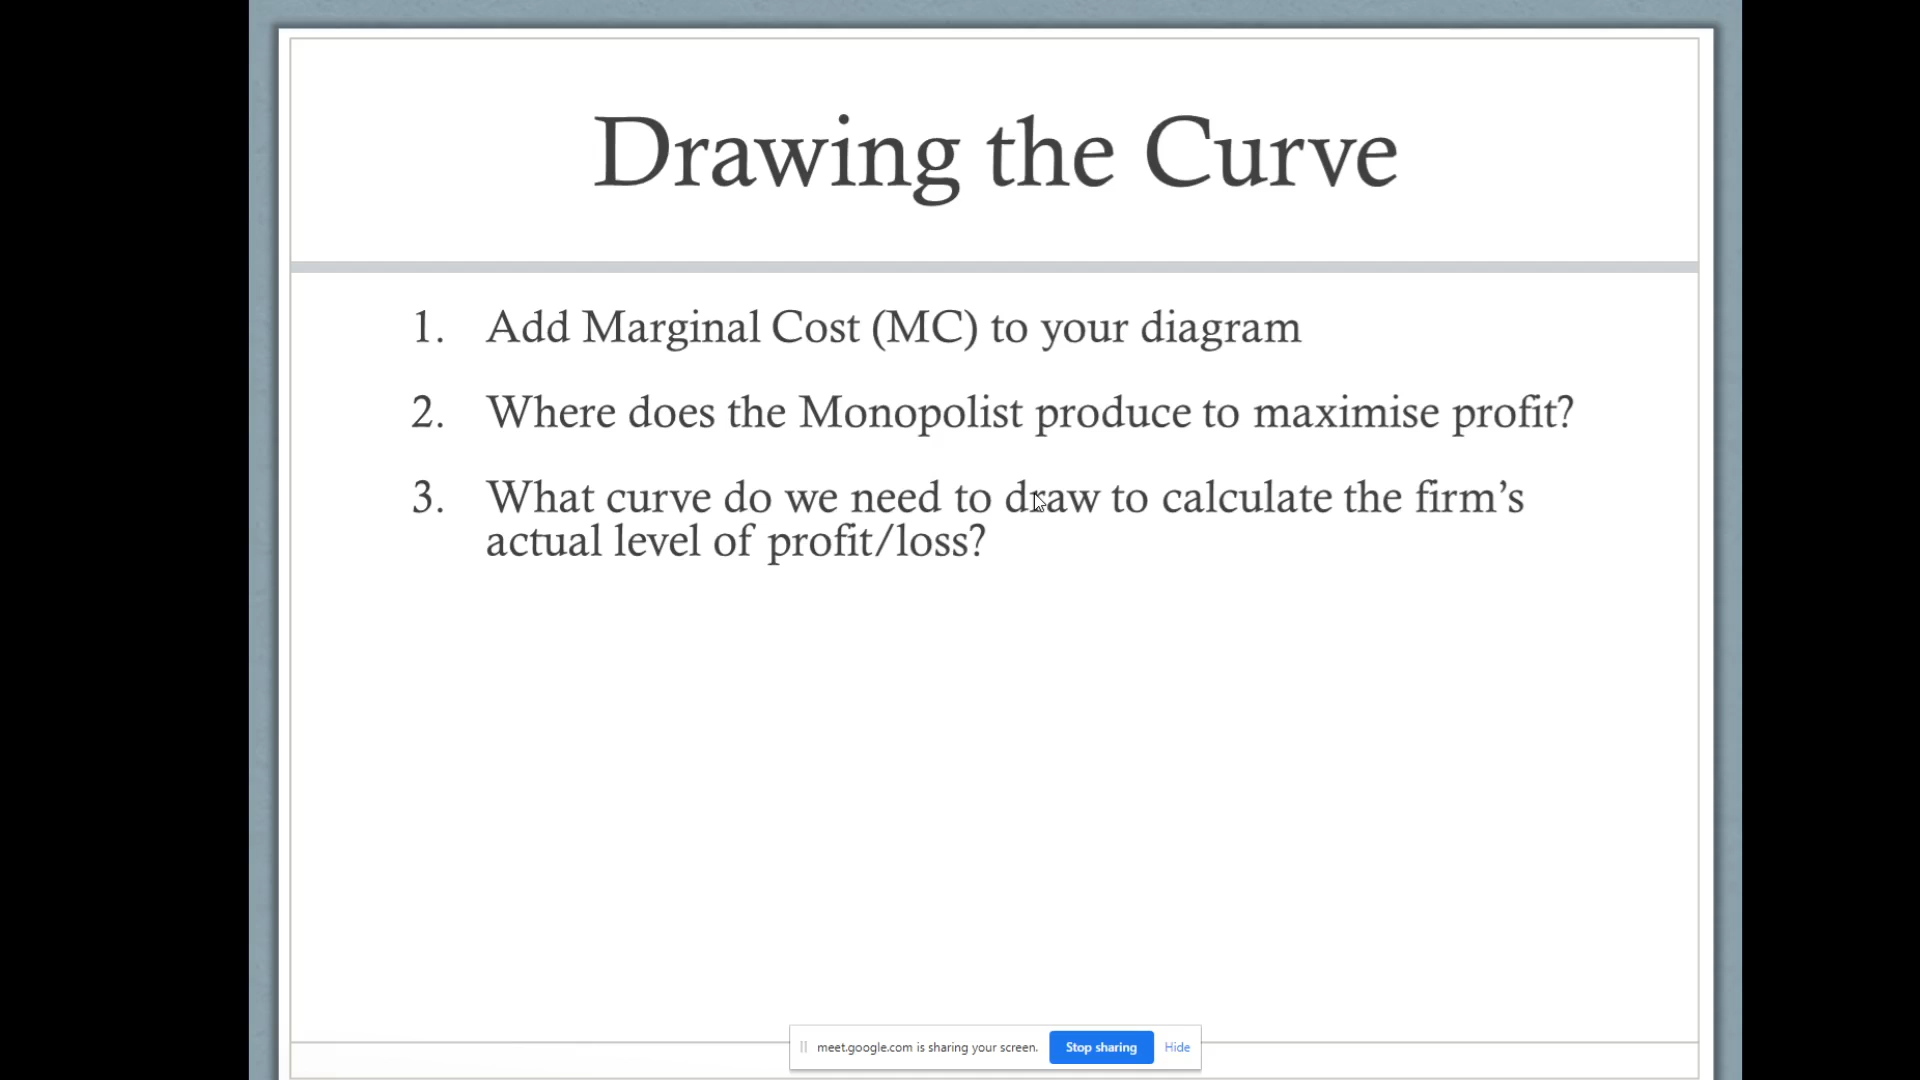 Drawing the Curve
1. Add Marginal Cost (MC) to your diagram
2. Where does the Monopolist produce to maximise profit?
3. What curve do we need to draw to calculate the firm’s
actual level of profit/loss?
meet.google.com is sharing your screen. Stop sharing Hide